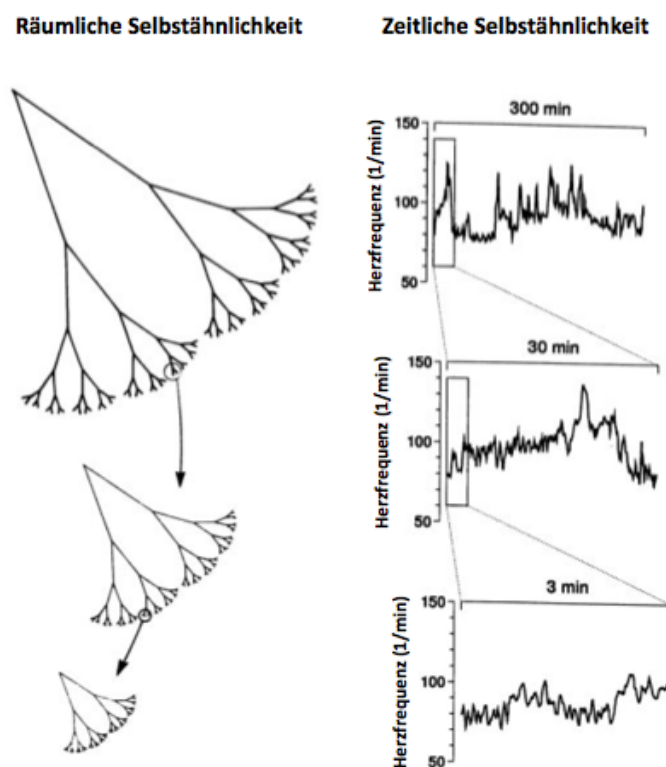 Räumliche Selbstähnlichkeit
Zeitliche Selbstähnlichkeit
300 min
150
100
50
Herzfrequenz (1/min)
30 min
150
100
50
Herzfrequenz (1/min)
3 min
150
100
50
Herzfrequenz (1/min)